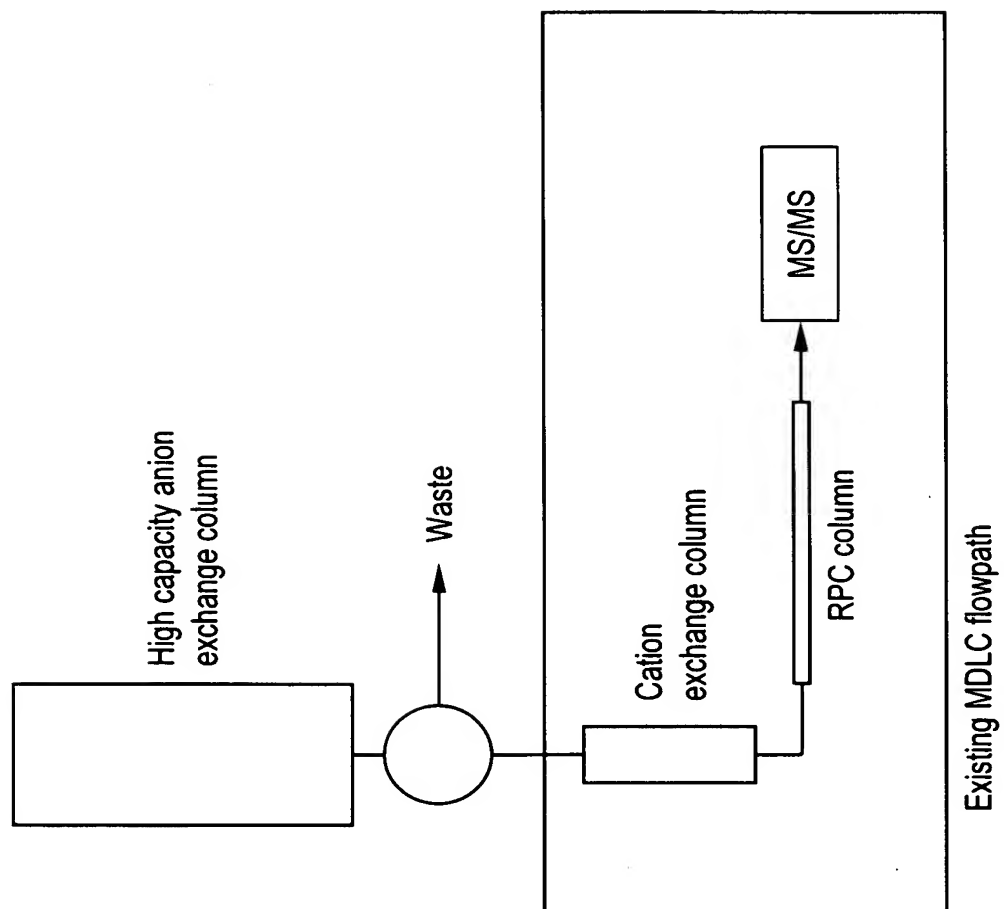 High capacity anion
exchange column
Waste
Cation
exchange column
RPC column
MS/MS
Existing MDLC flowpath